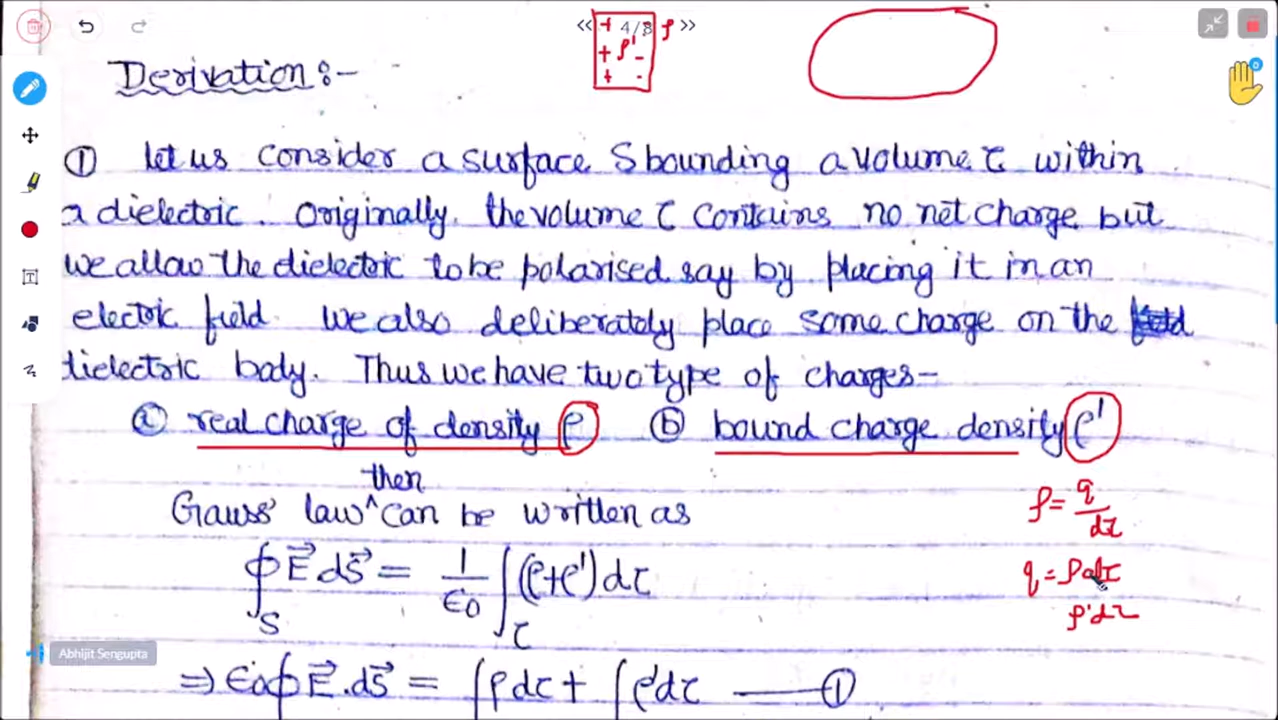 << 4/8 ρ >>
+ + ρ' - + -
Derivation :-
① let us consider a surface S bounding a volume τ within
a dielectric. Originally the volume τ contains no net charge but
we allow the dielectric to be polarised say by placing it in an
electric field. We also deliberately place some charge on the
dielectric body. Thus we have two type of charges-
ⓐ real charge of density ρ ⓑ bound charge density ρ'
then
Gauss' law ^ can be written as
ρ = q/dτ
∮_S E⃗ dS⃗ = 1/ε0 ∫_τ (ρ+ρ') dτ
q = ρdτ
ρ'dτ
Abhijit Sengupta
⇒ ε0 ∮ E⃗ . dS⃗ = ∫ρdτ + ∫ρ'dτ —— ①
0